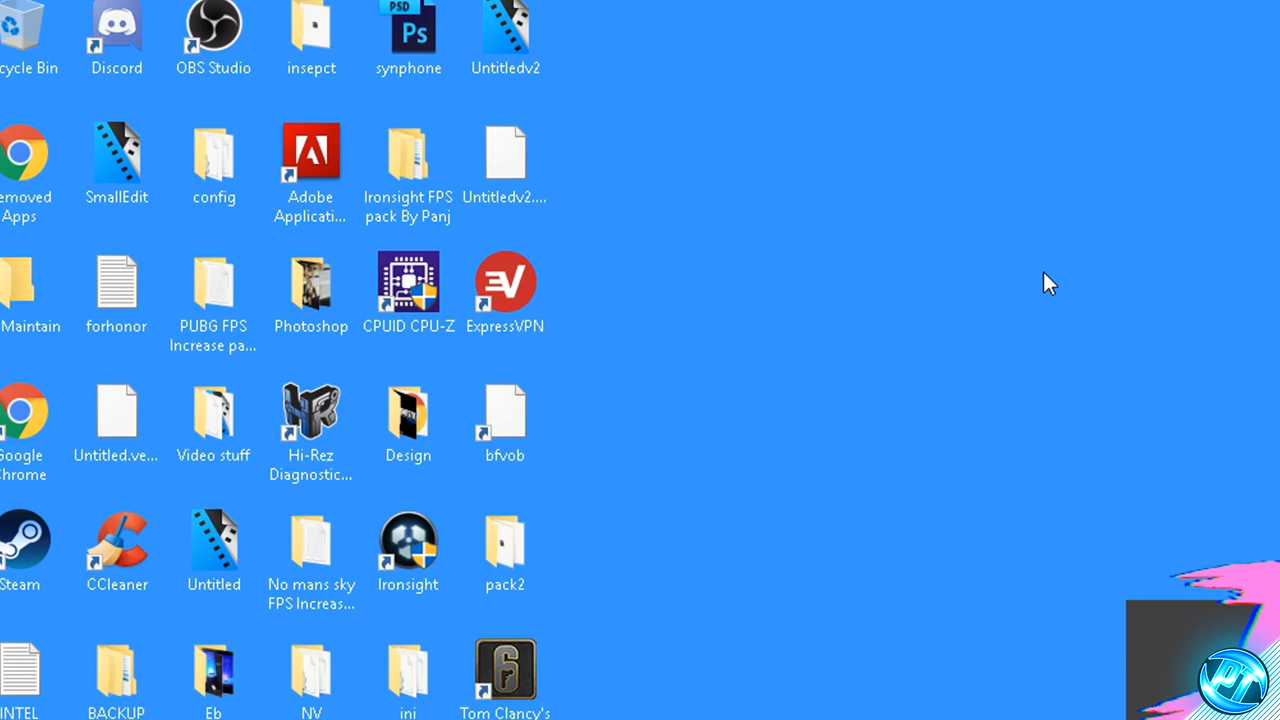 cycle Bin
Discord
OBS Studio
insepct
PSD
Ps
synphone
Untitledv2
emoved
Apps
SmallEdit
config
Adobe
Applicati...
Ironsight FPS
pack By Panj
Untitledv2....
Maintain
forhonor
PUBG FPS
Increase pa...
Photoshop
CPUID CPU-Z
ExpressVPN
Google
Chrome
Untitled.ve...
Video stuff
Hi-Rez
Diagnostic...
Design
bfvob
Steam
CCleaner
Untitled
No mans sky
FPS Increas...
Ironsight
pack2
6
INTEL
BACKUP
Eb
NV
ini
Tom Clancy's